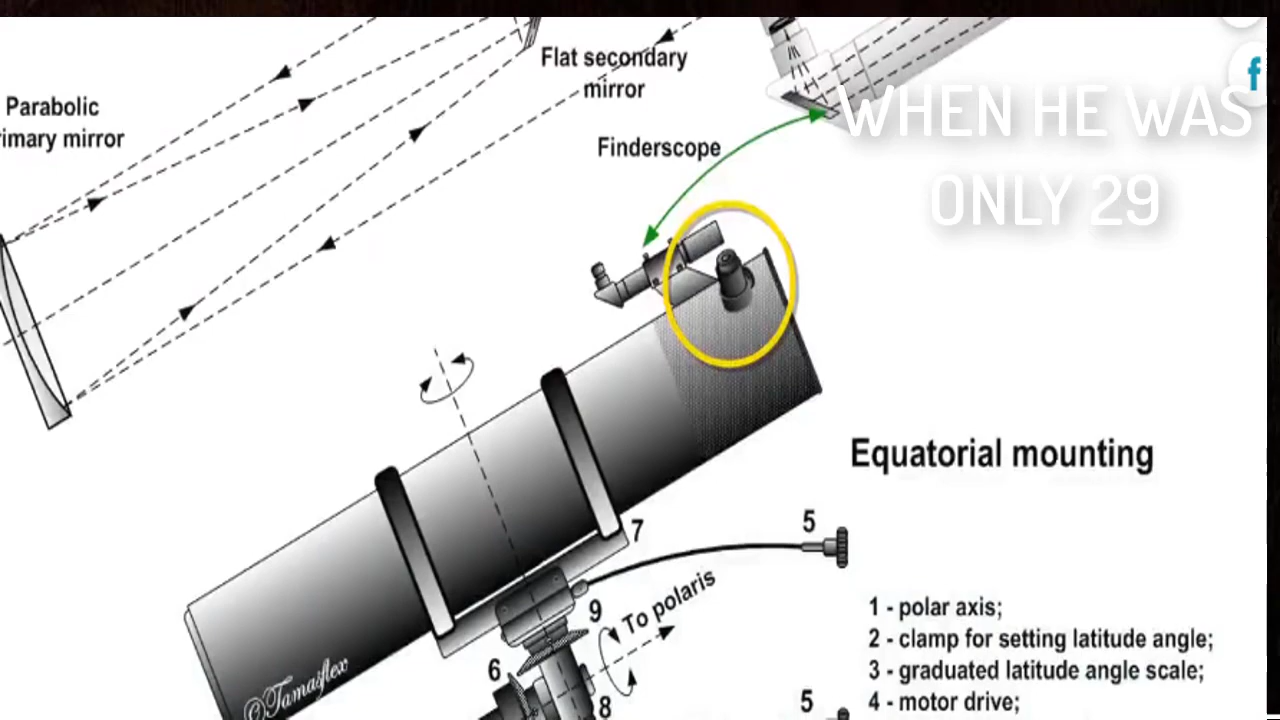 Flat secondary
mirror
Parabolic
rimary mirror
Finderscope
WHEN HE WAS
ONLY 29
f
Equatorial mounting
7
5
9
To polaris
6
8
5
1 - polar axis;
2 - clamp for setting latitude angle;
3 - graduated latitude angle scale;
4 - motor drive;
©Tamasflex